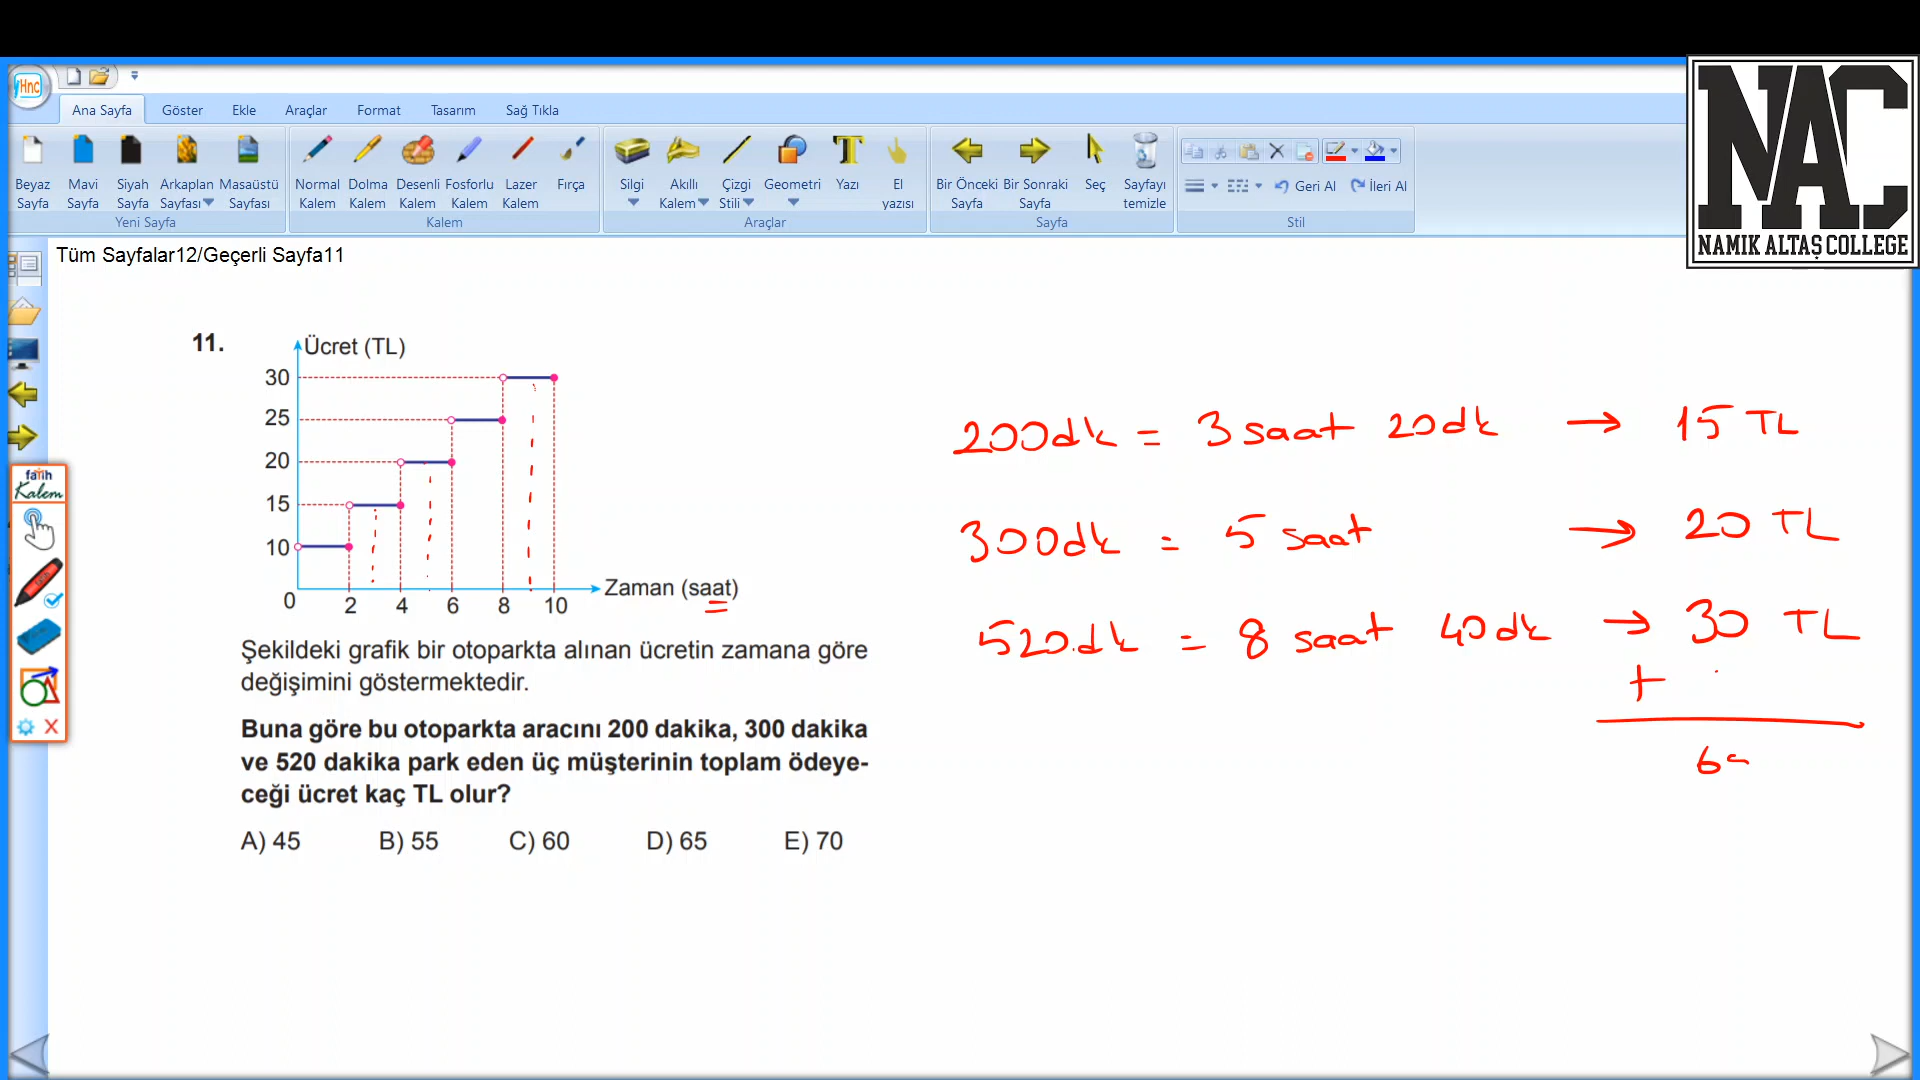 Hnc
Ana Sayfa Göster Ekle Araçlar Format Tasarım Sağ Tıkla
Beyaz Sayfa
Mavi Sayfa
Siyah Sayfa
Arkaplan Sayfası
Masaüstü Sayfası
Yeni Sayfa
Normal Kalem
Dolma Kalem
Desenli Kalem
Fosforlu Kalem
Lazer Kalem
Fırça
Kalem
Silgi
Akıllı Kalem
Çizgi Stili
Geometri
Yazı
El yazısı
Araçlar
Bir Önceki Sayfa
Bir Sonraki Sayfa
Seç
Sayfayı temizle
Sayfa
Geri Al
İleri Al
Stil
NAC
NAMIK ALTAŞ COLLEGE
Tüm Sayfalar12/Geçerli Sayfa11
fatih
Kalem
11.
Ücret (TL)
30
25
20
15
10
0 2 4 6 8 10
Zaman (saat)
Şekildeki grafik bir otoparkta alınan ücretin zamana göre
değişimini göstermektedir.
Buna göre bu otoparkta aracını 200 dakika, 300 dakika
ve 520 dakika park eden üç müşterinin toplam ödeye-
ceği ücret kaç TL olur?
A) 45 B) 55 C) 60 D) 65 E) 70
200dk = 3 saat 20dk → 15 TL
300dk = 5 saat → 20 TL
520.dk = 8 saat 40dk → 30 TL
+